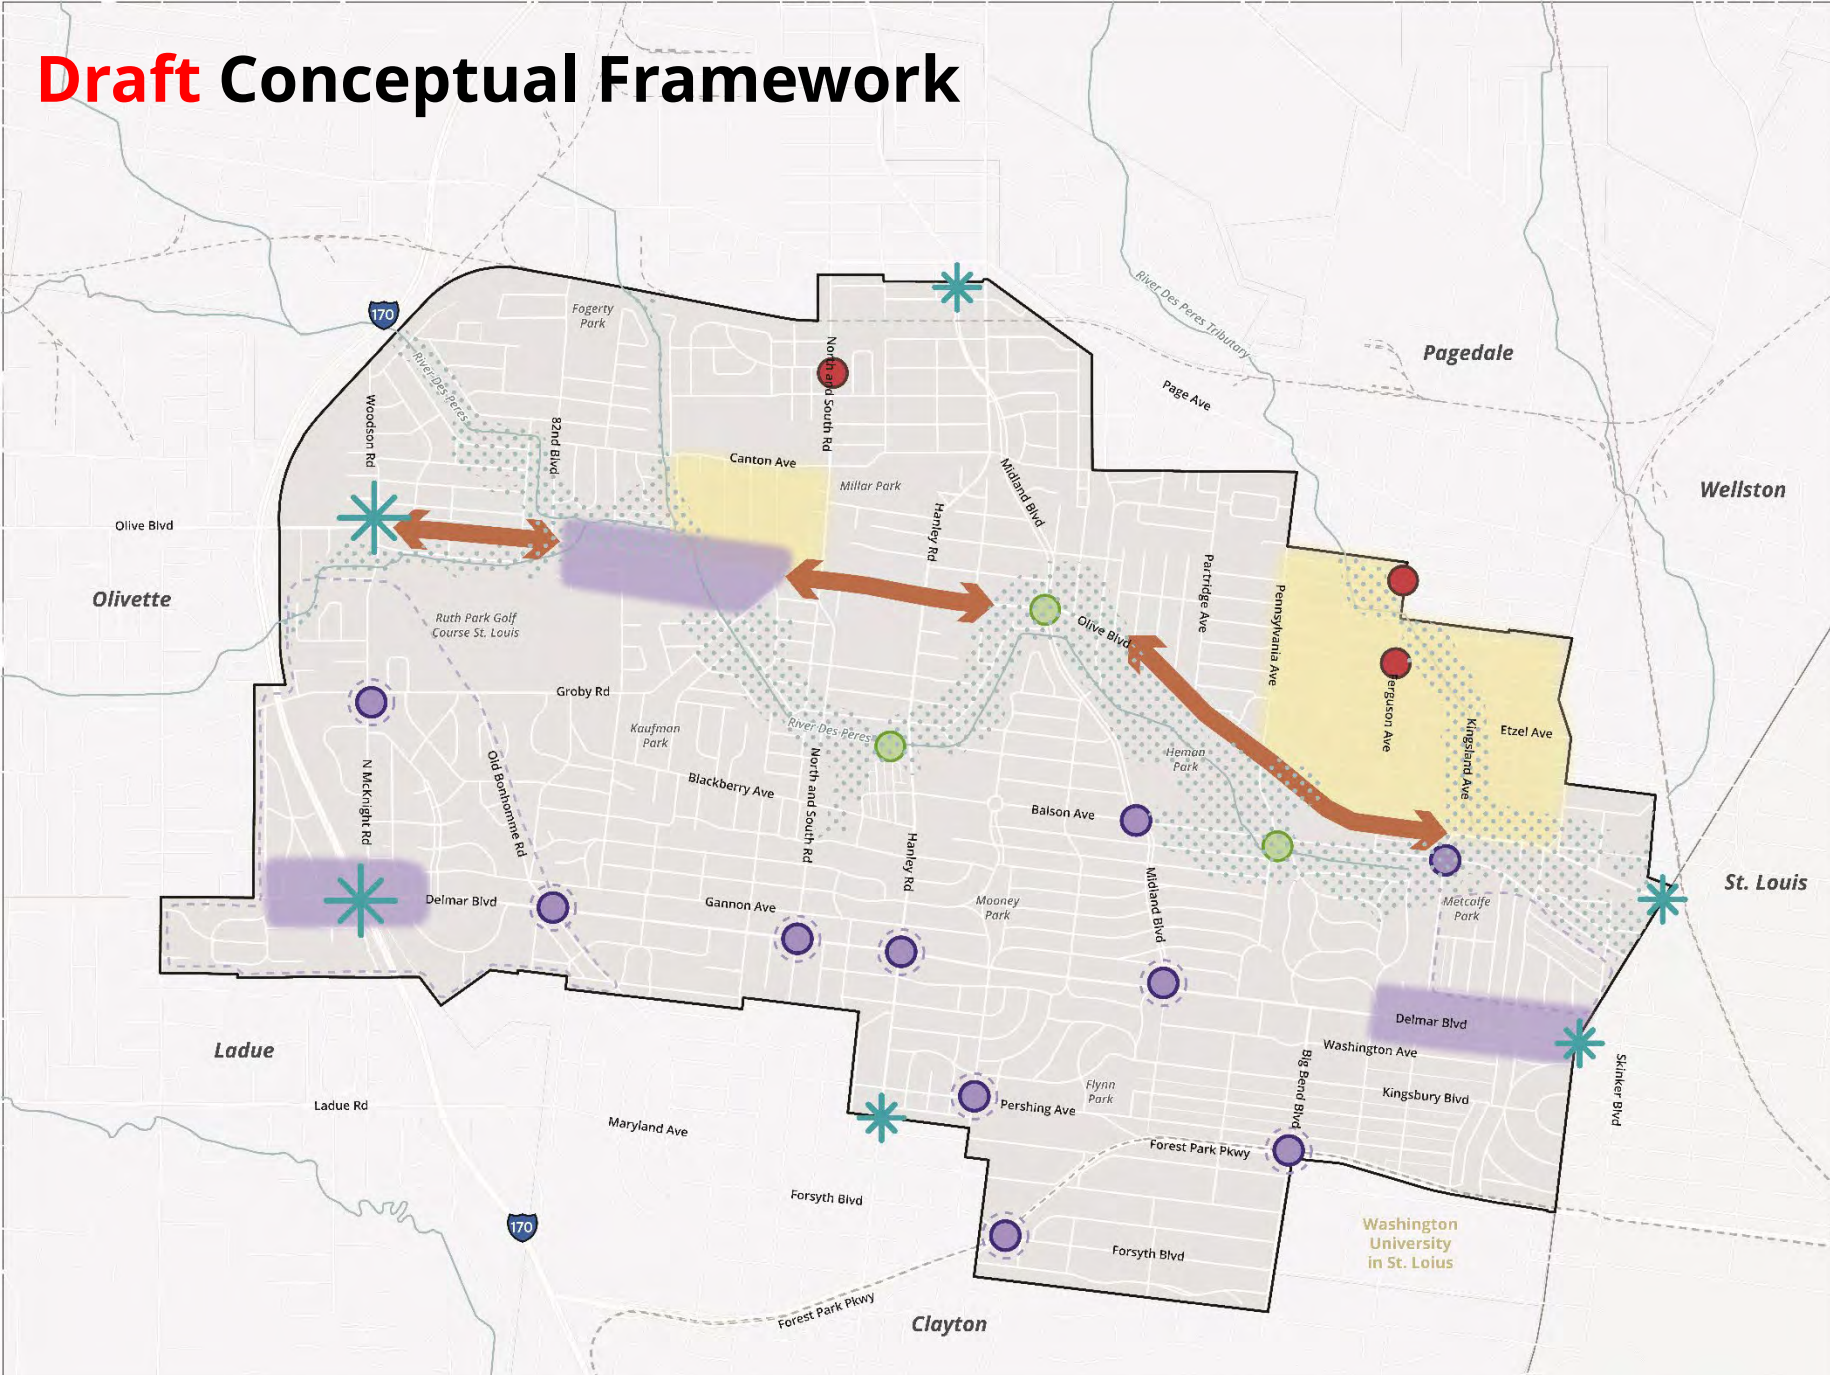 Draft Conceptual Framework
170
Fogerty
Park
River Des Peres Tributary
Pagedale
North and South Rd
Page Ave
River Des Peres
Woodson Rd
82nd Blvd
Canton Ave
Millar Park
Midland Blvd
Wellston
Olive Blvd
Hanley Rd
Partridge Ave
Pennsylvania Ave
Olivette
Ruth Park Golf
Course St. Louis
Olive Blvd
Ferguson Ave
Groby Rd
Kaufman
Park
River Des Peres
Heman
Park
Kingsland Ave
Etzel Ave
N McKnight Rd
Old Bonhomme Rd
Blackberry Ave
North and South Rd
Balson Ave
Hanley Rd
Midland Blvd
St. Louis
Delmar Blvd
Gannon Ave
Mooney
Park
Metcalfe
Park
Delmar Blvd
Ladue
Washington Ave
Big Bend Blvd
Skinker Blvd
Flynn
Park
Kingsbury Blvd
Ladue Rd
Pershing Ave
Maryland Ave
Forest Park Pkwy
Forsyth Blvd
170
Washington
University
in St. Loius
Forsyth Blvd
Forest Park Pkwy
Clayton